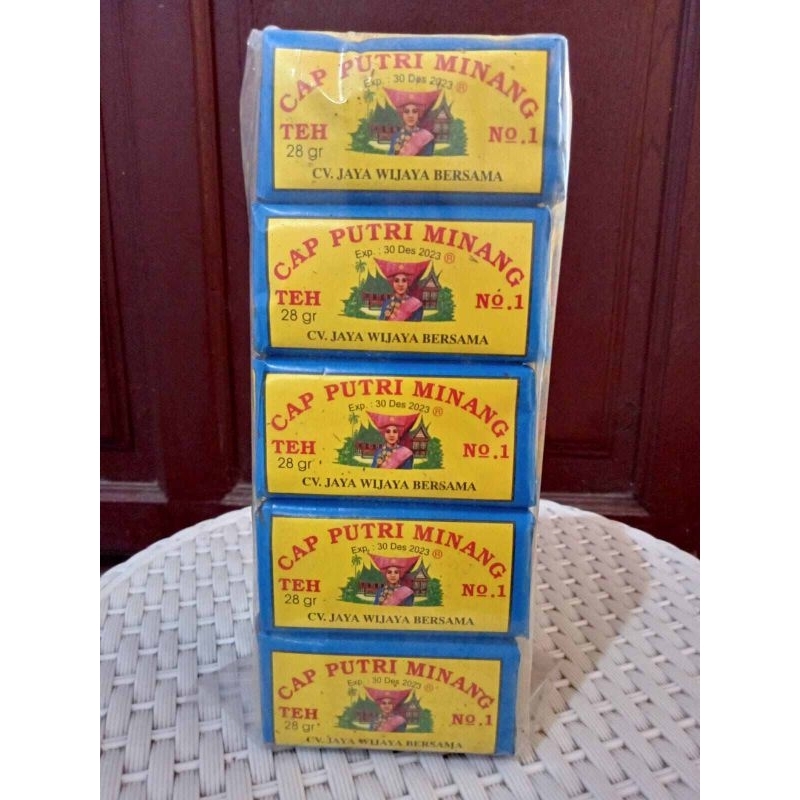 CAP PUTRI MINANG
Exp. : 30 Des 2023 ®
TEH No.1
28 gr
CV. JAYA WIJAYA BERSAMA
CAP PUTRI MINANG
Exp. : 30 Des 2023 ®
TEH No.1
28 gr
CV. JAYA WIJAYA BERSAMA
CAP PUTRI MINANG
Exp. : 30 Des 2023 ®
TEH No.1
28 gr
CV. JAYA WIJAYA BERSAMA
CAP PUTRI MINANG
Exp. : 30 Des 2023 ®
TEH No.1
28 gr
CV. JAYA WIJAYA BERSAMA
CAP PUTRI MINANG
Exp. : 30 Des 2023 ®
TEH No.1
28 gr
CV. JAYA WIJAYA BERSAMA